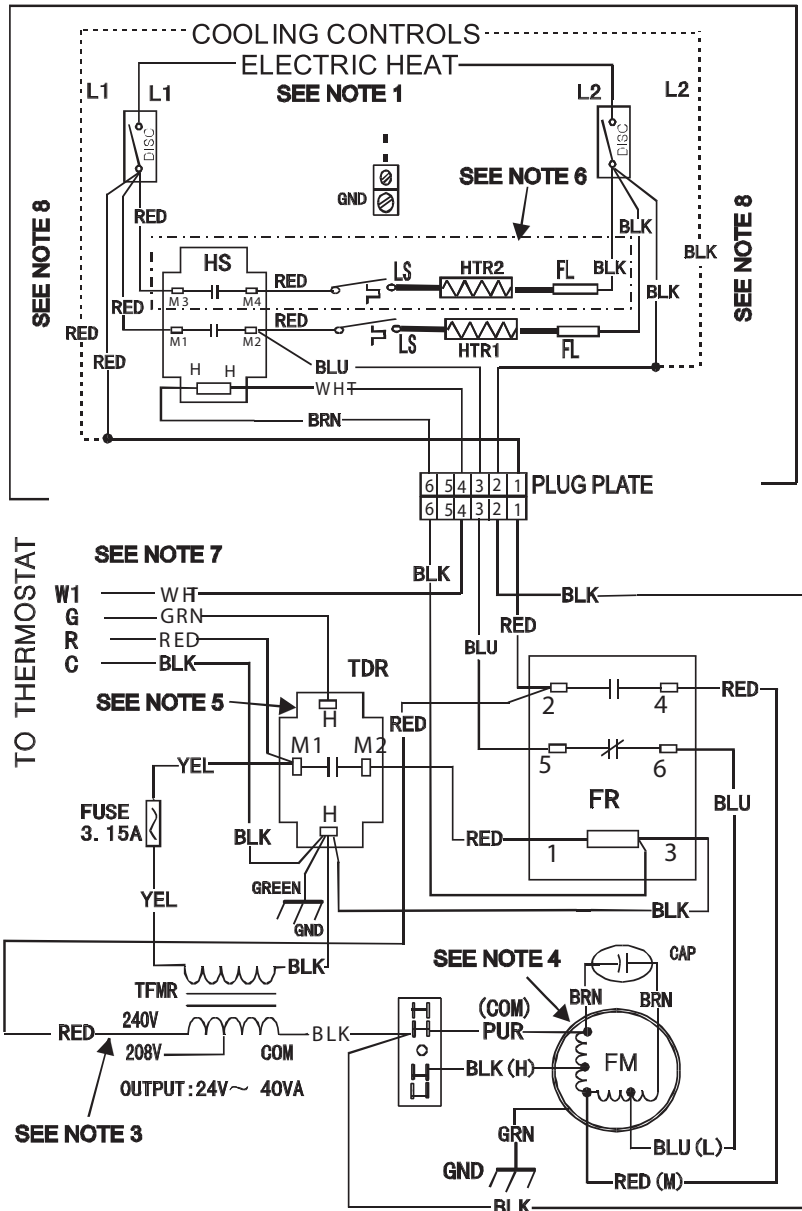 COOLING CONTROLS
ELECTRIC HEAT
SEE NOTE 1
L1
L1
L2
L2
DISC
DISC
GND
SEE NOTE 6
SEE NOTE 8
SEE NOTE 8
RED
BLK
BLK
HS
RED
LS
HTR2
FL
BLK
BLK
M3
M4
RED
RED
M1
M2
RED
LS
HTR1
FL
RED
RED
H
H
BLU
WHT
BRN
6 5 4 3 2 1
6 5 4 3 2 1
PLUG PLATE
TO THERMOSTAT
SEE NOTE 7
W1
WHT
G
GRN
R
RED
C
BLK
BLK
BLK
RED
BLU
TDR
SEE NOTE 5
H
RED
2
4
RED
M1
M2
YEL
5
6
FR
BLU
FUSE
3.15A
BLK
H
RED
1
3
GREEN
GND
YEL
BLK
BLK
TFMR
SEE NOTE 4
CAP
BRN
BRN
(COM)
PUR
RED
240V
BLK
208V
COM
BLK(H)
FM
OUTPUT:24V～ 40VA
SEE NOTE 3
GRN
GND
BLU(L)
RED(M)
BLK